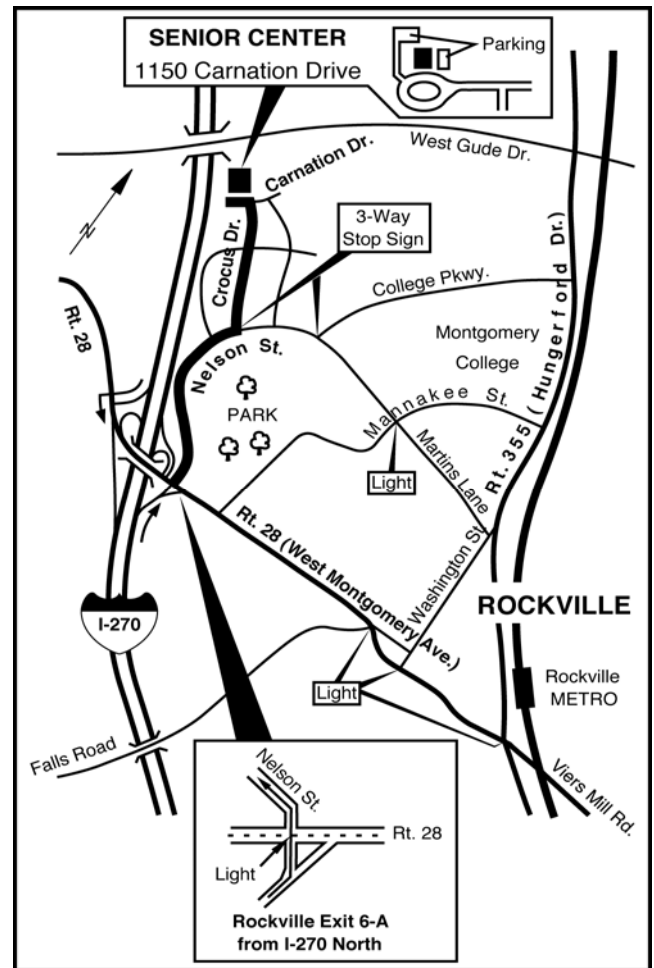 SENIOR CENTER
1150 Carnation Drive
Parking
West Gude Dr.
Carnation Dr.
N
3-Way
Stop Sign
Crocus Dr.
College Pkwy.
Rt. 28
Montgomery
College
Nelson St.
PARK
Mannakee St.
Rt. 355 (Hungerford Dr.)
Martins Lane
Light
Rt. 28 (West Montgomery Ave.)
Washington St.
ROCKVILLE
I-270
Rockville
METRO
Light
Falls Road
Viers Mill Rd.
Nelson St.
Rt. 28
Light
Rockville Exit 6-A
from I-270 North